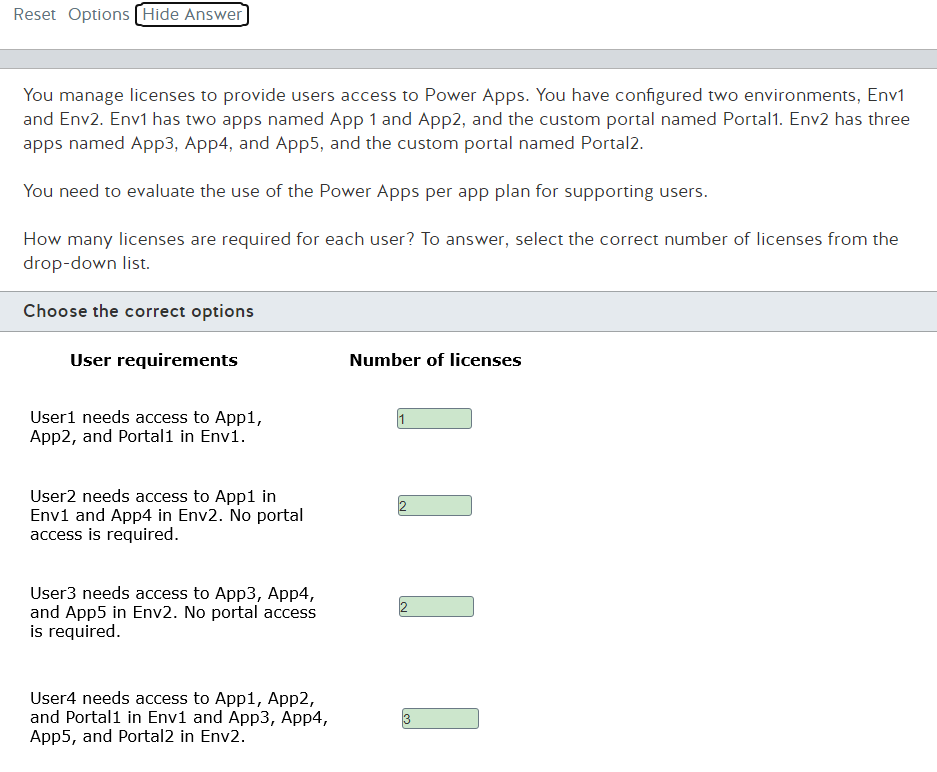 Reset Options Hide Answer
You manage licenses to provide users access to Power Apps. You have configured two environments, Env1
and Env2. Env1 has two apps named App 1 and App2, and the custom portal named Portal1. Env2 has three
apps named App3, App4, and App5, and the custom portal named Portal2.
You need to evaluate the use of the Power Apps per app plan for supporting users.
How many licenses are required for each user? To answer, select the correct number of licenses from the
drop-down list.
Choose the correct options
User requirements Number of licenses
User1 needs access to App1,
App2, and Portal1 in Env1.
1
User2 needs access to App1 in
Env1 and App4 in Env2. No portal
access is required.
2
User3 needs access to App3, App4,
and App5 in Env2. No portal access
is required.
2
User4 needs access to App1, App2,
and Portal1 in Env1 and App3, App4,
App5, and Portal2 in Env2.
3